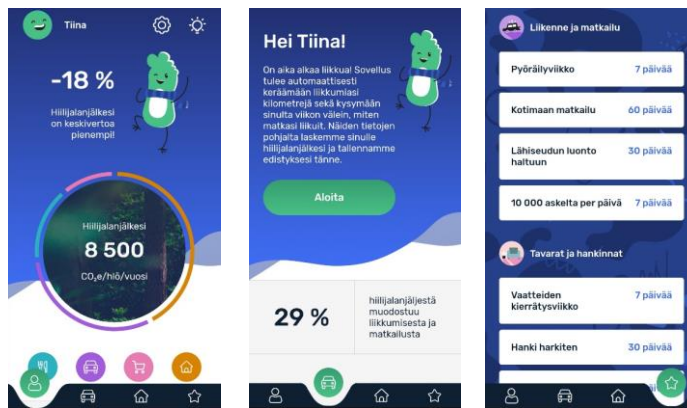 Tiina
-18 %
Hiilijalanjälkesi
on keskivertoa
pienempi!
Hiilijalanjälkesi
8 500
CO₂e/hlö/vuosi
Hei Tiina!
On aika alkaa liikkua! Sovellus
tulee automaattisesti
keräämään liikkumiasi
kilometrejä sekä kysymään
sinulta viikon välein, miten
matkasi liikuit. Näiden tietojen
pohjalta laskemme sinulle
hiilijalanjälkesi ja tallennamme
edistyksesi tänne.
Aloita
29 %
hiilijalanjäljestä
muodostuu
liikkumisesta ja
matkailusta
Liikenne ja matkailu
Pyöräilyviikko 7 päivää
Kotimaan matkailu 60 päivää
Lähiseudun luonto 30 päivää
haltuun
10 000 askelta per päivä 7 päivää
Tavarat ja hankinnat
Vaatteiden 7 päivää
kierrätysviikko
Hanki harkiten 30 päivää